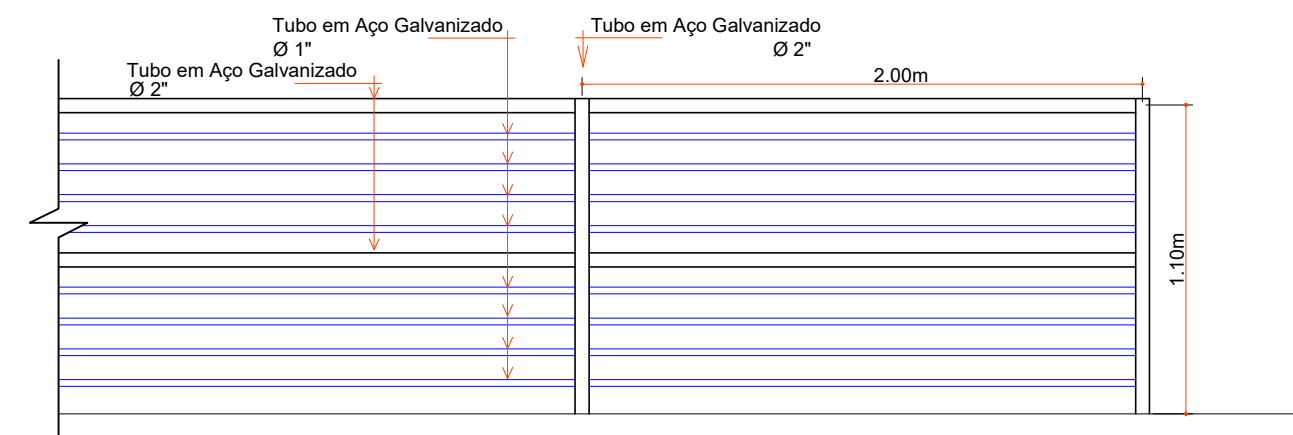 Tubo em Aço Galvanizado
Ø 1"
Tubo em Aço Galvanizado
Ø 2"
Tubo em Aço Galvanizado
Ø 2"
2.00m
1.10m